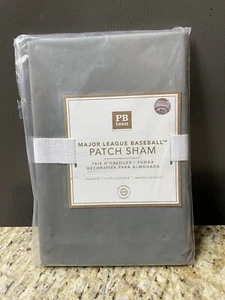 PB
teen
MAJOR LEAGUE BASEBALL™
PATCH SHAM
TAIE D'OREILLER / FUNDA
DECORATIVA PARA ALMOHADA